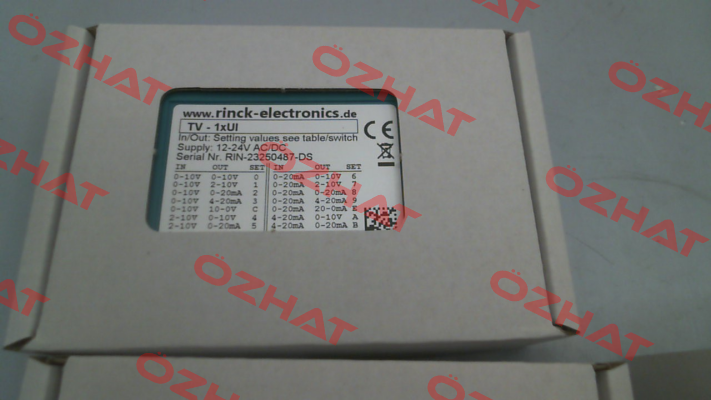 www.rinck-electronics.de
TV - 1xUI
In/Out: Setting values see table/switch
Supply: 12-24V AC/DC
Serial Nr. RIN-23250487-DS
CE
IN OUT SET IN OUT SET
0-10V 0-10V 0 0-20mA 0-10V 6
0-10V 2-10V 1 0-20mA 2-10V 7
0-10V 0-20mA 2 0-20mA 0-20mA 8
0-10V 4-20mA 3 0-20mA 4-20mA 9
0-10V 10-0V C 0-20mA 20-0mA E
2-10V 0-10V 4 4-20mA 0-10V A
2-10V 0-20mA 5 4-20mA 0-20mA B
ÖZHAT
ÖZHAT
ÖZHAT
ÖZHAT
ÖZHAT
ÖZHAT
ÖZHAT
ÖZHAT
ÖZHAT
ÖZHAT
ÖZHAT